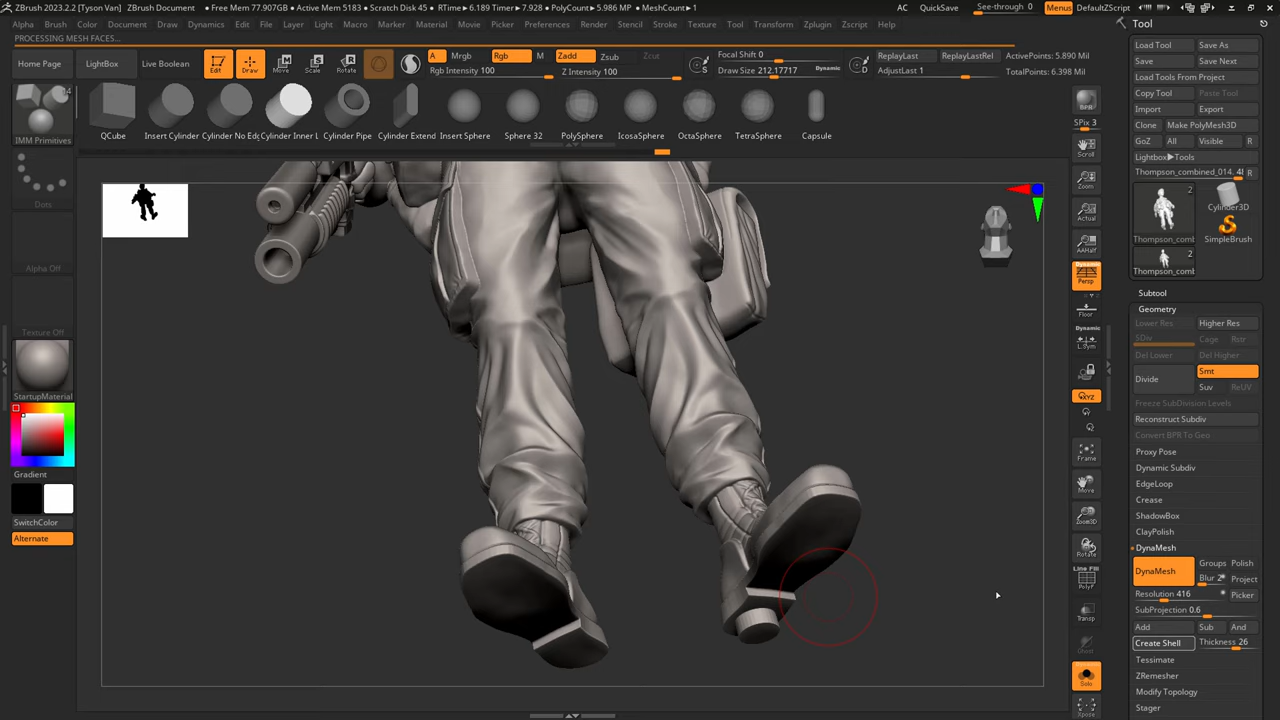 ZBrush 2023.2.2 [Tyson Van]   ZBrush Document   • Free Mem 77.907GB • Active Mem 5183 • Scratch Disk 45 • RTime▸6.189 Timer▸7.928 • PolyCount▸5.986 MP • MeshCount▸1   AC   QuickSave   See-through 0   Menus   DefaultZScript
Alpha Brush Color Document Draw Dynamics Edit File Layer Light Macro Marker Material Movie Picker Preferences Render Stencil Stroke Texture Tool Transform Zplugin Zscript Help
PROCESSING MESH FACES...
Home Page LightBox Live Boolean Edit Draw Move Scale Rotate
A Mrgb Rgb M Zadd Zsub Zcut
Rgb Intensity 100 Z Intensity 100
Focal Shift 0
Draw Size 212.17717 Dynamic
S D
ReplayLast ReplayLastRel
AdjustLast 1
ActivePoints: 5.890 Mil
TotalPoints: 6.398 Mil
14
IMM Primitives
QCube Insert Cylinder Cylinder No Edg Cylinder Inner L Cylinder Pipe Cylinder Extend Insert Sphere Sphere 32 PolySphere IcosaSphere OctaSphere TetraSphere Capsule
Dots
Alpha Off
Texture Off
StartupMaterial
Gradient
SwitchColor
Alternate
BPR
SPix 3
Scroll
Zoom
Actual
AAHalf
Dynamic
Persp
Floor
Dynamic
L.Sym
XYZ
Frame
Move
Zoom3D
Rotate
Line Fill
PolyF
Transp
Ghost
Dynamic
Solo
Xpose
Tool
Load Tool Save As
Save Save Next
Load Tools From Project
Copy Tool Paste Tool
Import Export
Clone Make PolyMesh3D
GoZ All Visible R
Lightbox▶Tools
Thompson_combined_014. 48 R
2
Cylinder3D
Thompson_comb SimpleBrush
2
Thompson_comb
Subtool
Geometry
Lower Res Higher Res
SDiv Cage Rstr
Del Lower Del Higher
Divide Smt
Suv ReUV
Freeze SubDivision Levels
Reconstruct Subdiv
Convert BPR To Geo
Proxy Pose
Dynamic Subdiv
EdgeLoop
Crease
ShadowBox
ClayPolish
DynaMesh
DynaMesh Groups Polish
Blur 2 Project
Resolution 416 Picker
SubProjection 0.6
Add Sub And
Create Shell Thickness 26
Tessimate
ZRemesher
Modify Topology
Stager